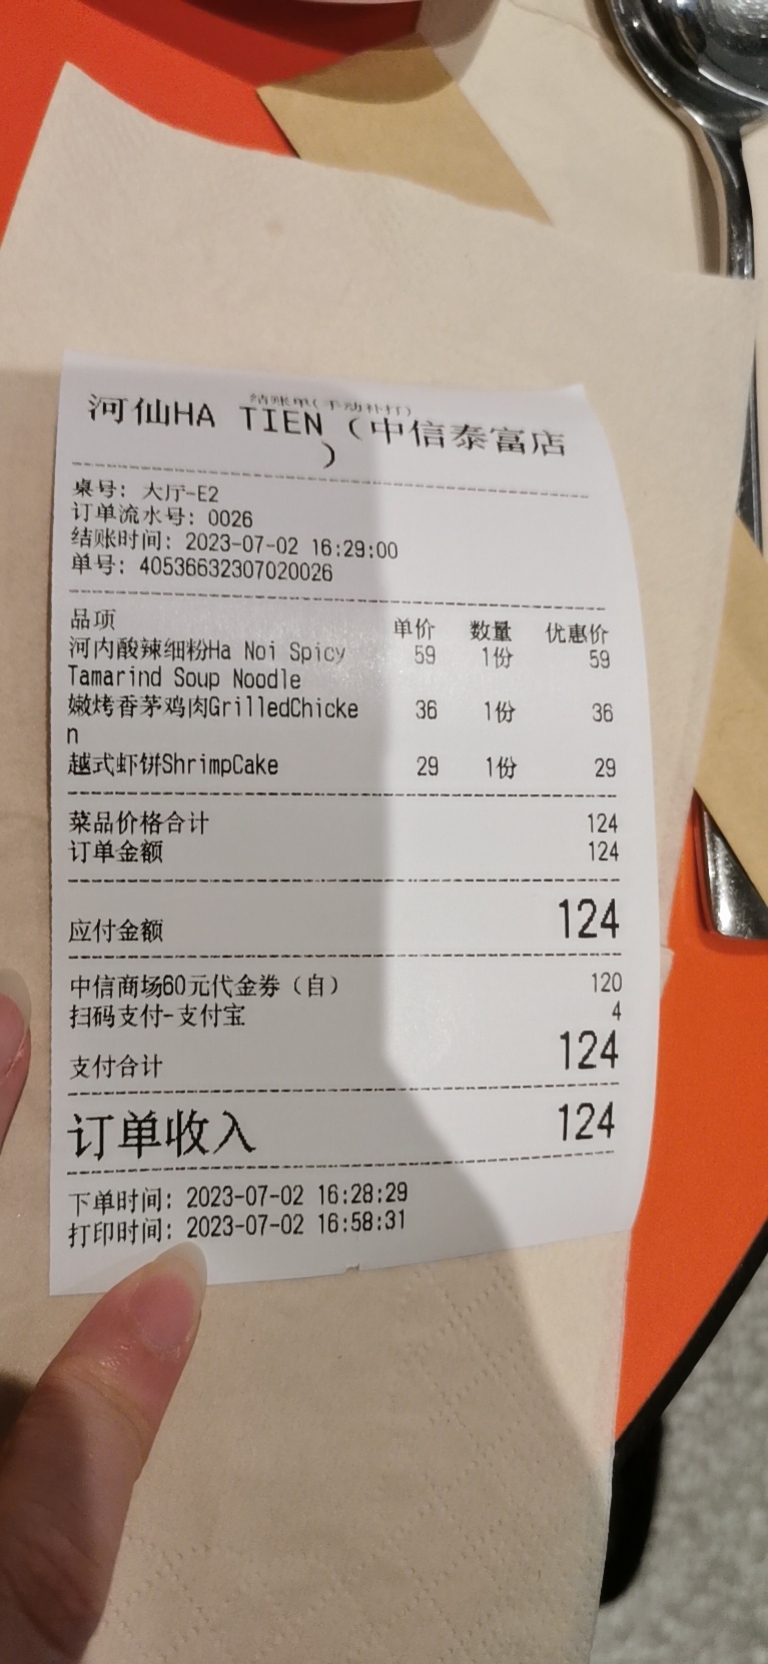 结账单(手动补打)
河仙HA TIEN（中信泰富店
）
桌号: 大厅-E2
订单流水号: 0026
结账时间: 2023-07-02 16:29:00
单号: 40536632307020026
品项 单价 数量 优惠价
河内酸辣细粉Ha Noi Spicy 59 1份 59
Tamarind Soup Noodle
嫩烤香茅鸡肉GrilledChicke 36 1份 36
n
越式虾饼ShrimpCake 29 1份 29
菜品价格合计 124
订单金额 124
应付金额 124
中信商场60元代金券（自） 120
扫码支付-支付宝 4
支付合计 124
订单收入 124
下单时间: 2023-07-02 16:28:29
打印时间: 2023-07-02 16:58:31